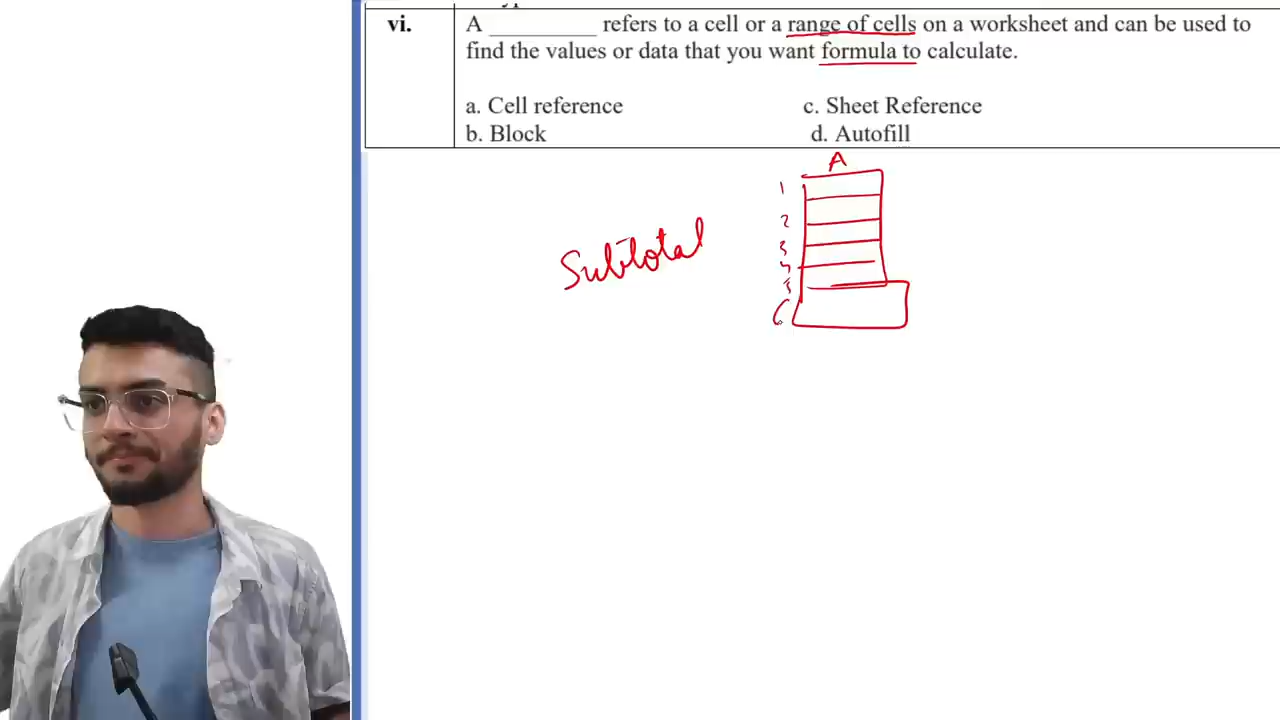 vi.
A __________ refers to a cell or a range of cells on a worksheet and can be used to
find the values or data that you want formula to calculate.
a. Cell reference
c. Sheet Reference
b. Block
d. Autofill
A
1
2
3
4
5
6
Subtotal